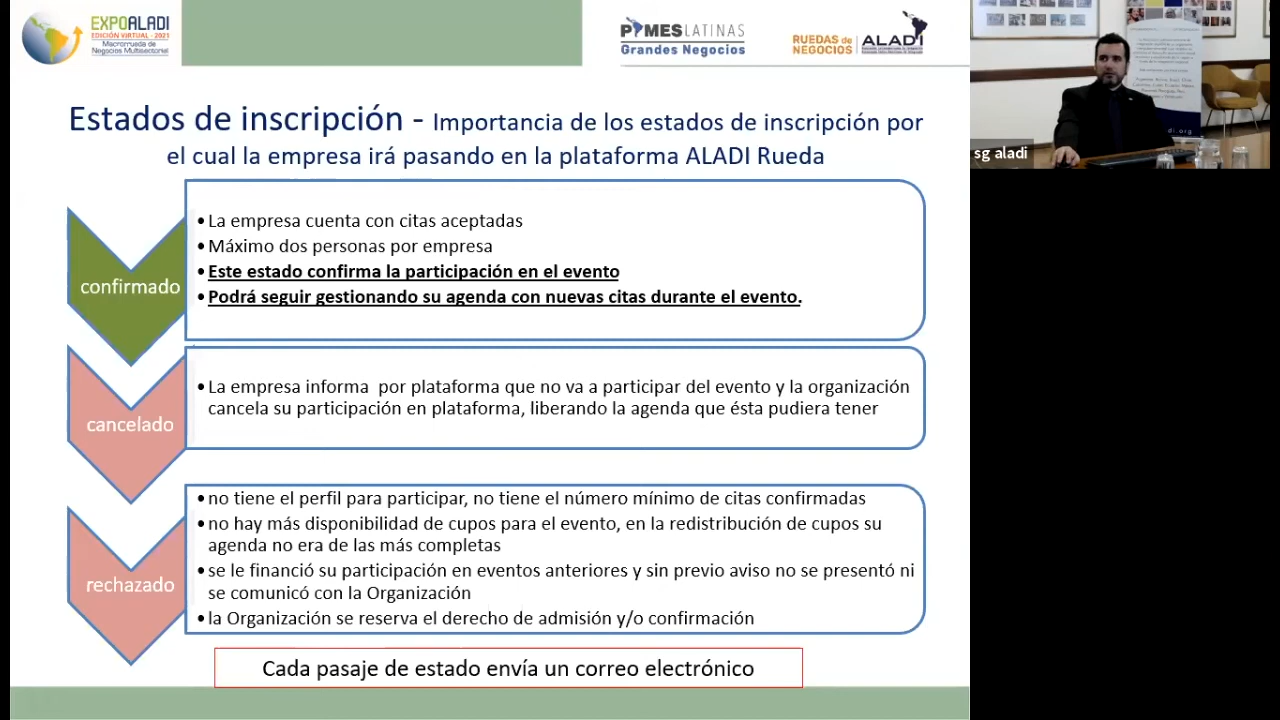 EXPOALADI
EDICIÓN VIRTUAL - 2021
Macrorrueda de
Negocios Multisectorial
PYMESLATINAS
Grandes Negocios
RUEDAS de
NEGOCIOS
ALADI
Estados de inscripción - Importancia de los estados de inscripción por
el cual la empresa irá pasando en la plataforma ALADI Rueda
confirmado
•La empresa cuenta con citas aceptadas
•Máximo dos personas por empresa
•Este estado confirma la participación en el evento
•Podrá seguir gestionando su agenda con nuevas citas durante el evento.
cancelado
•La empresa informa por plataforma que no va a participar del evento y la organización
cancela su participación en plataforma, liberando la agenda que ésta pudiera tener
rechazado
•no tiene el perfil para participar, no tiene el número mínimo de citas confirmadas
•no hay más disponibilidad de cupos para el evento, en la redistribución de cupos su
agenda no era de las más completas
•se le financió su participación en eventos anteriores y sin previo aviso no se presentó ni
se comunicó con la Organización
•la Organización se reserva el derecho de admisión y/o confirmación
Cada pasaje de estado envía un correo electrónico
sg aladi